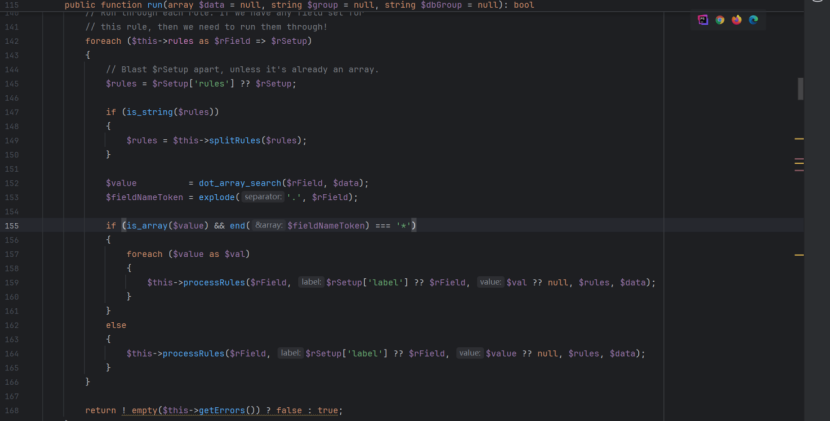 115 public function run(array $data = null, string $group = null, string $dbGroup = null): bool
140 // Run through each rule. If we have any field set for
141 // this rule, then we need to run them through!
142 foreach ($this->rules as $rField => $rSetup)
143 {
144 // Blast $rSetup apart, unless it's already an array.
145 $rules = $rSetup['rules'] ?? $rSetup;
146
147 if (is_string($rules))
148 {
149 $rules = $this->splitRules($rules);
150 }
151
152 $value = dot_array_search($rField, $data);
153 $fieldNameToken = explode( separator: '.', $rField);
154
155 if (is_array($value) && end( &array: $fieldNameToken) === '*')
156 {
157 foreach ($value as $val)
158 {
159 $this->processRules($rField, label: $rSetup['label'] ?? $rField, value: $val ?? null, $rules, $data);
160 }
161 }
162 else
163 {
164 $this->processRules($rField, label: $rSetup['label'] ?? $rField, value: $value ?? null, $rules, $data);
165 }
166 }
167
168 return ! empty($this->getErrors()) ? false : true;